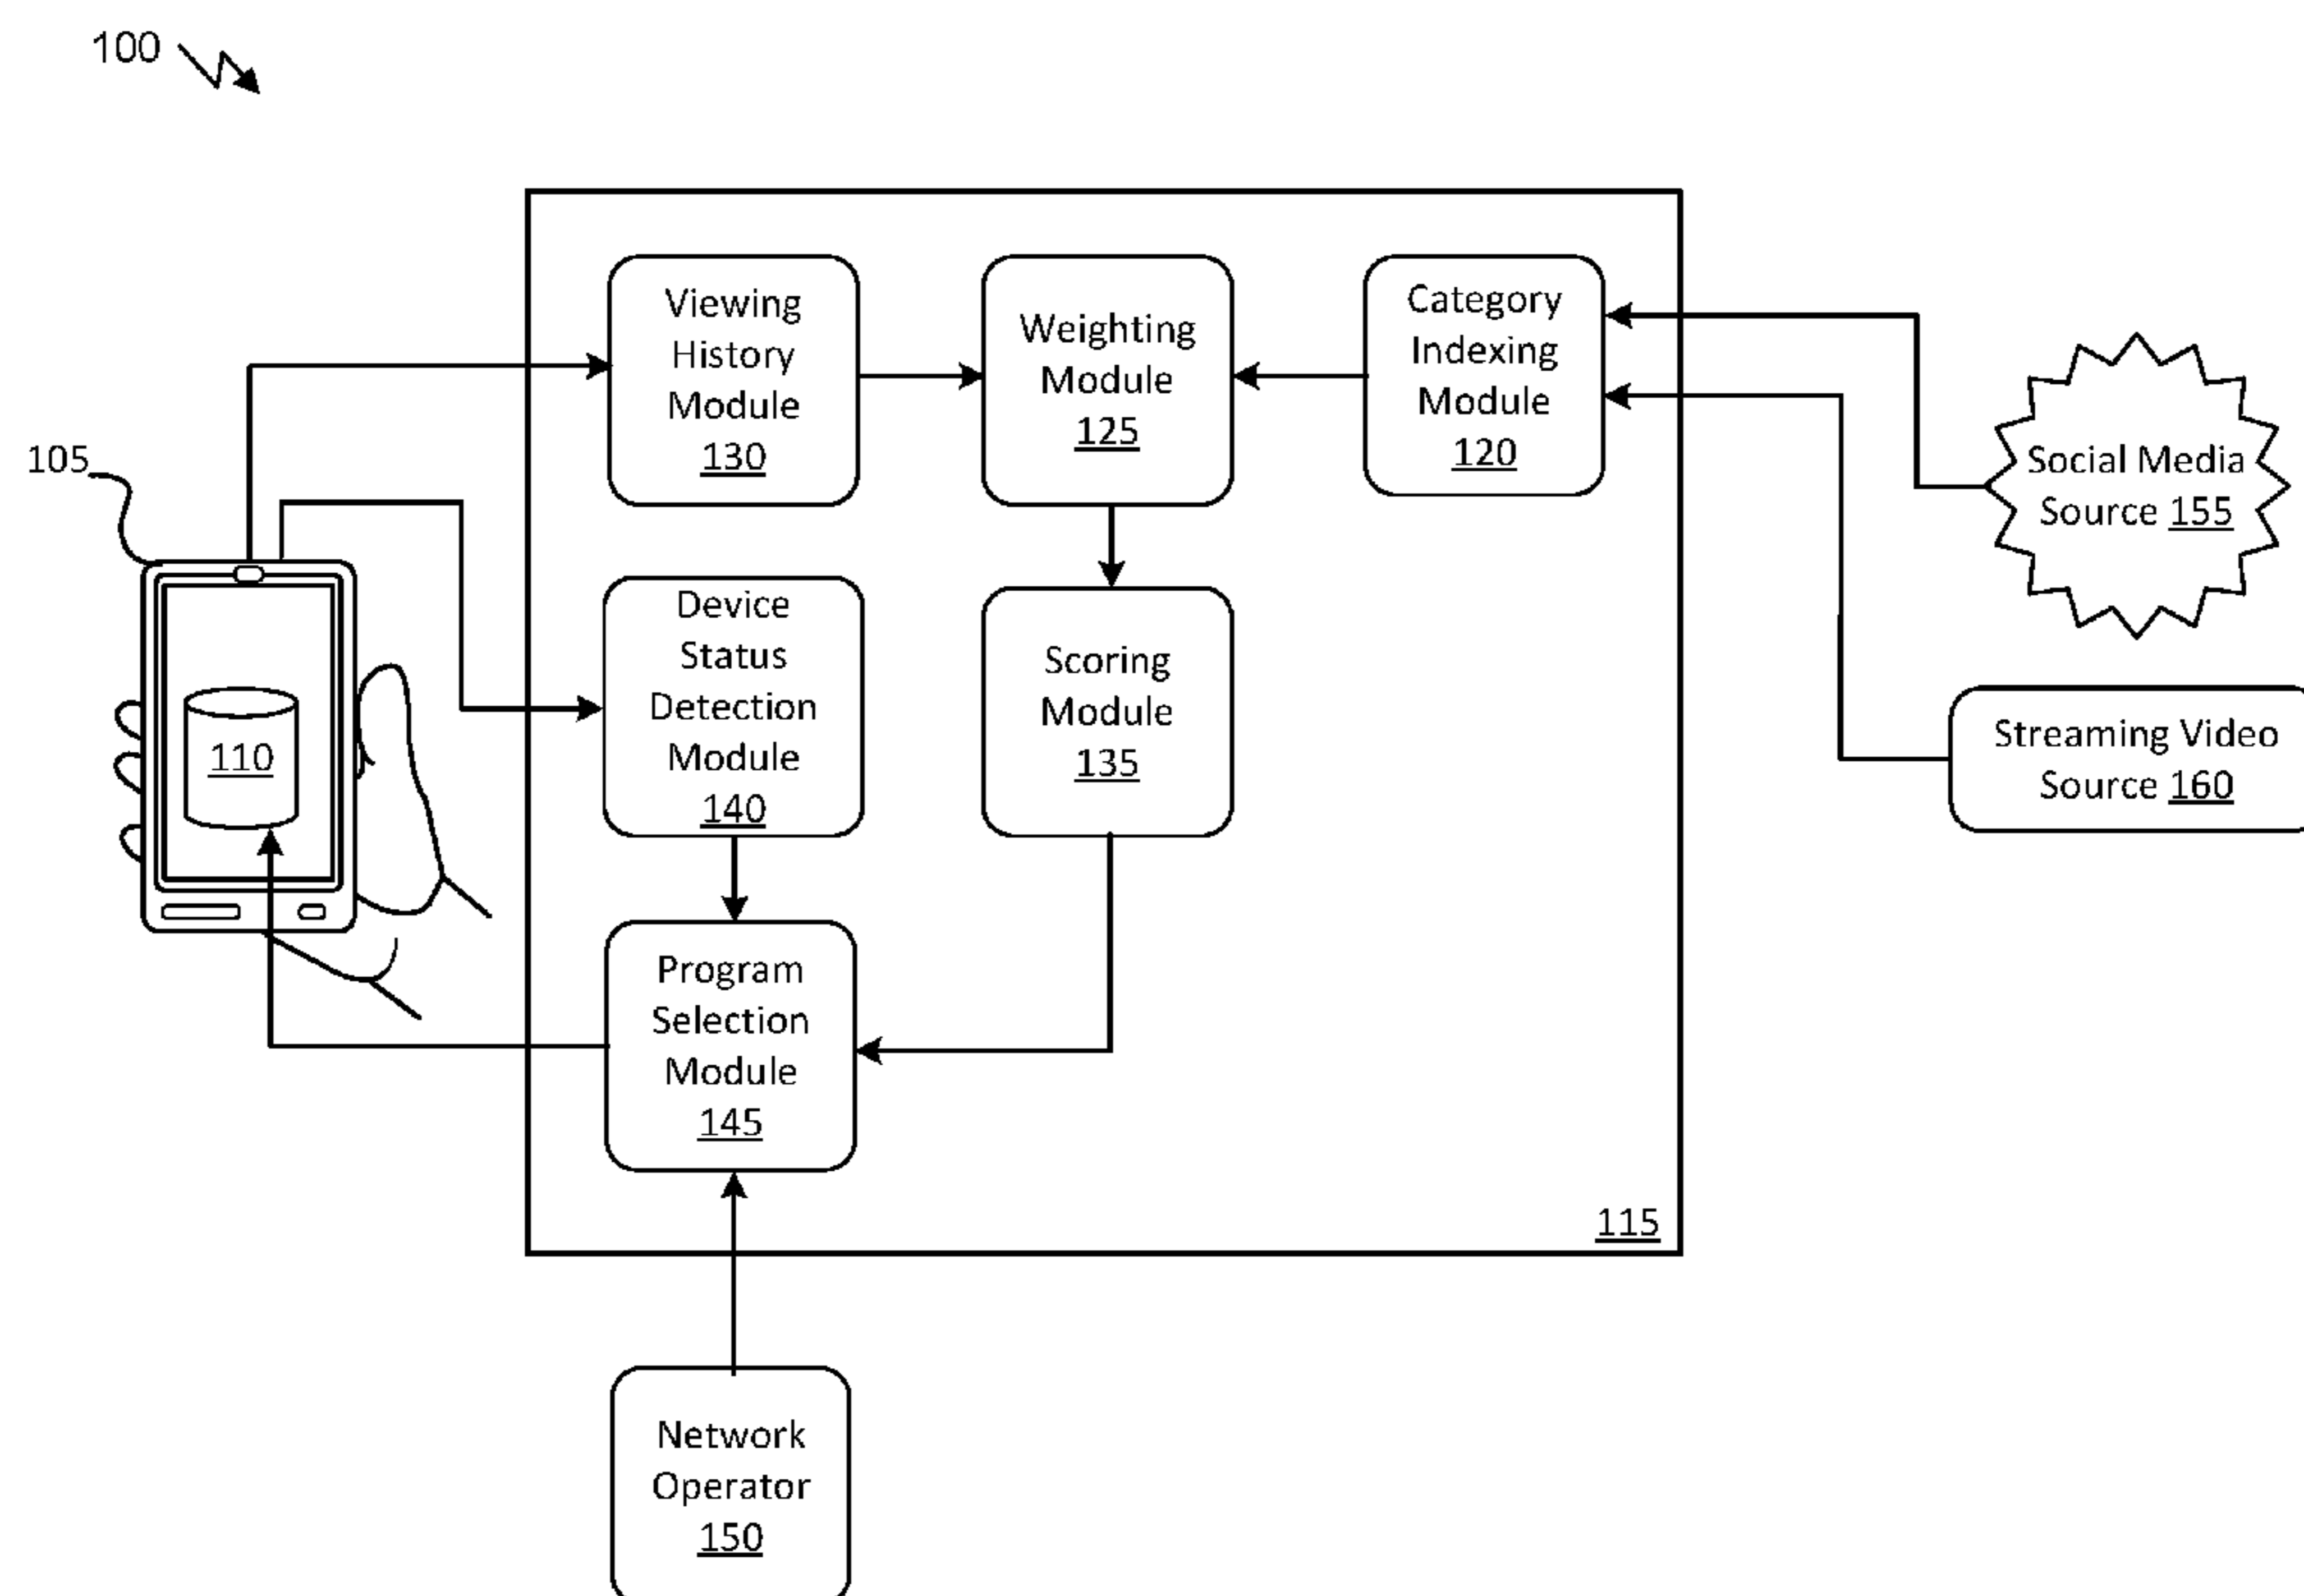 100
Viewing
History
Module
130
Weighting
Module
125
Category
Indexing
Module
120
105
Social Media
Source 155
Device
Status
Detection
Module
140
Scoring
Module
135
110
Streaming Video
Source 160
Program
Selection
Module
145
115
Network
Operator
150